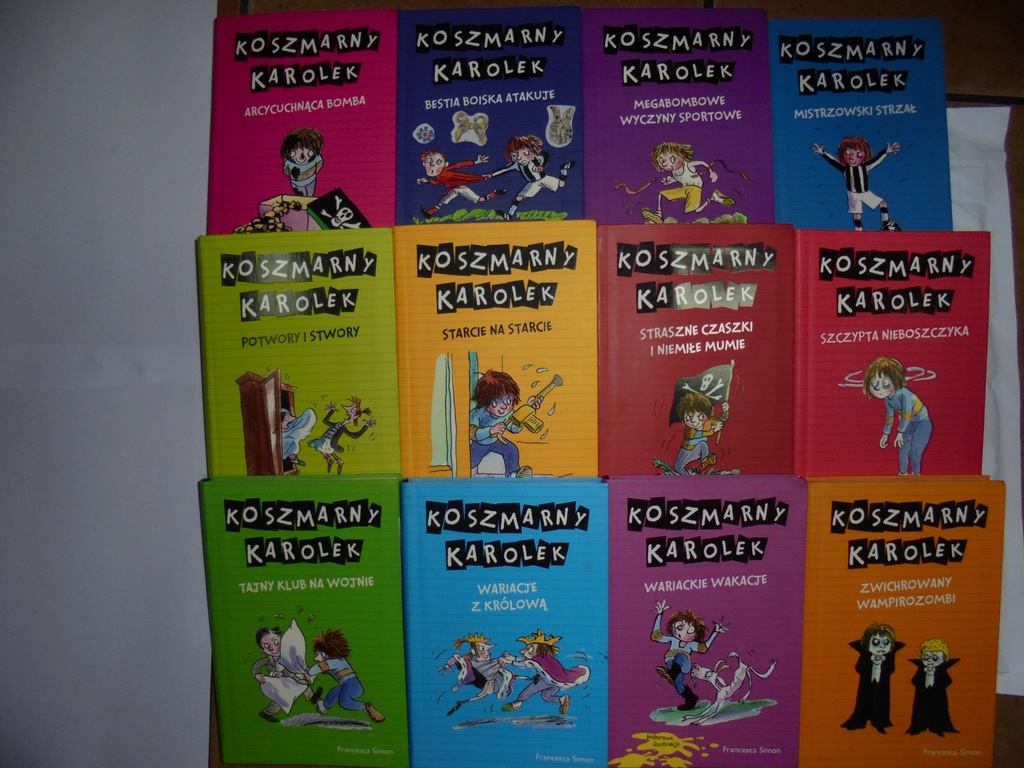 KOSZMARNY
KAROLEK
ARCYCUCHNĄCA BOMBA
KOSZMARNY
KAROLEK
BESTIA BOISKA ATAKUJE
KOSZMARNY
KAROLEK
MEGABOMBOWE
WYCZYNY SPORTOWE
KOSZMARNY
KAROLEK
MISTRZOWSKI STRZAŁ
KOSZMARNY
KAROLEK
POTWORY I STWORY
KOSZMARNY
KAROLEK
STARCIE NA STARCIE
KOSZMARNY
KAROLEK
STRASZNE CZASZKI
I NIEMIŁE MUMIE
KOSZMARNY
KAROLEK
SZCZYPTA NIEBOSZCZYKA
KOSZMARNY
KAROLEK
TAJNY KLUB NA WOJNIE
Francesca Simon
KOSZMARNY
KAROLEK
WARIACJE
Z KRÓLOWĄ
Francesca Simon
KOSZMARNY
KAROLEK
WARIACKIE WAKACJE
kolorowe
ilustracje
Francesca Simon
KOSZMARNY
KAROLEK
ZWICHROWANY
WAMPIROZOMBI
Francesca Simon